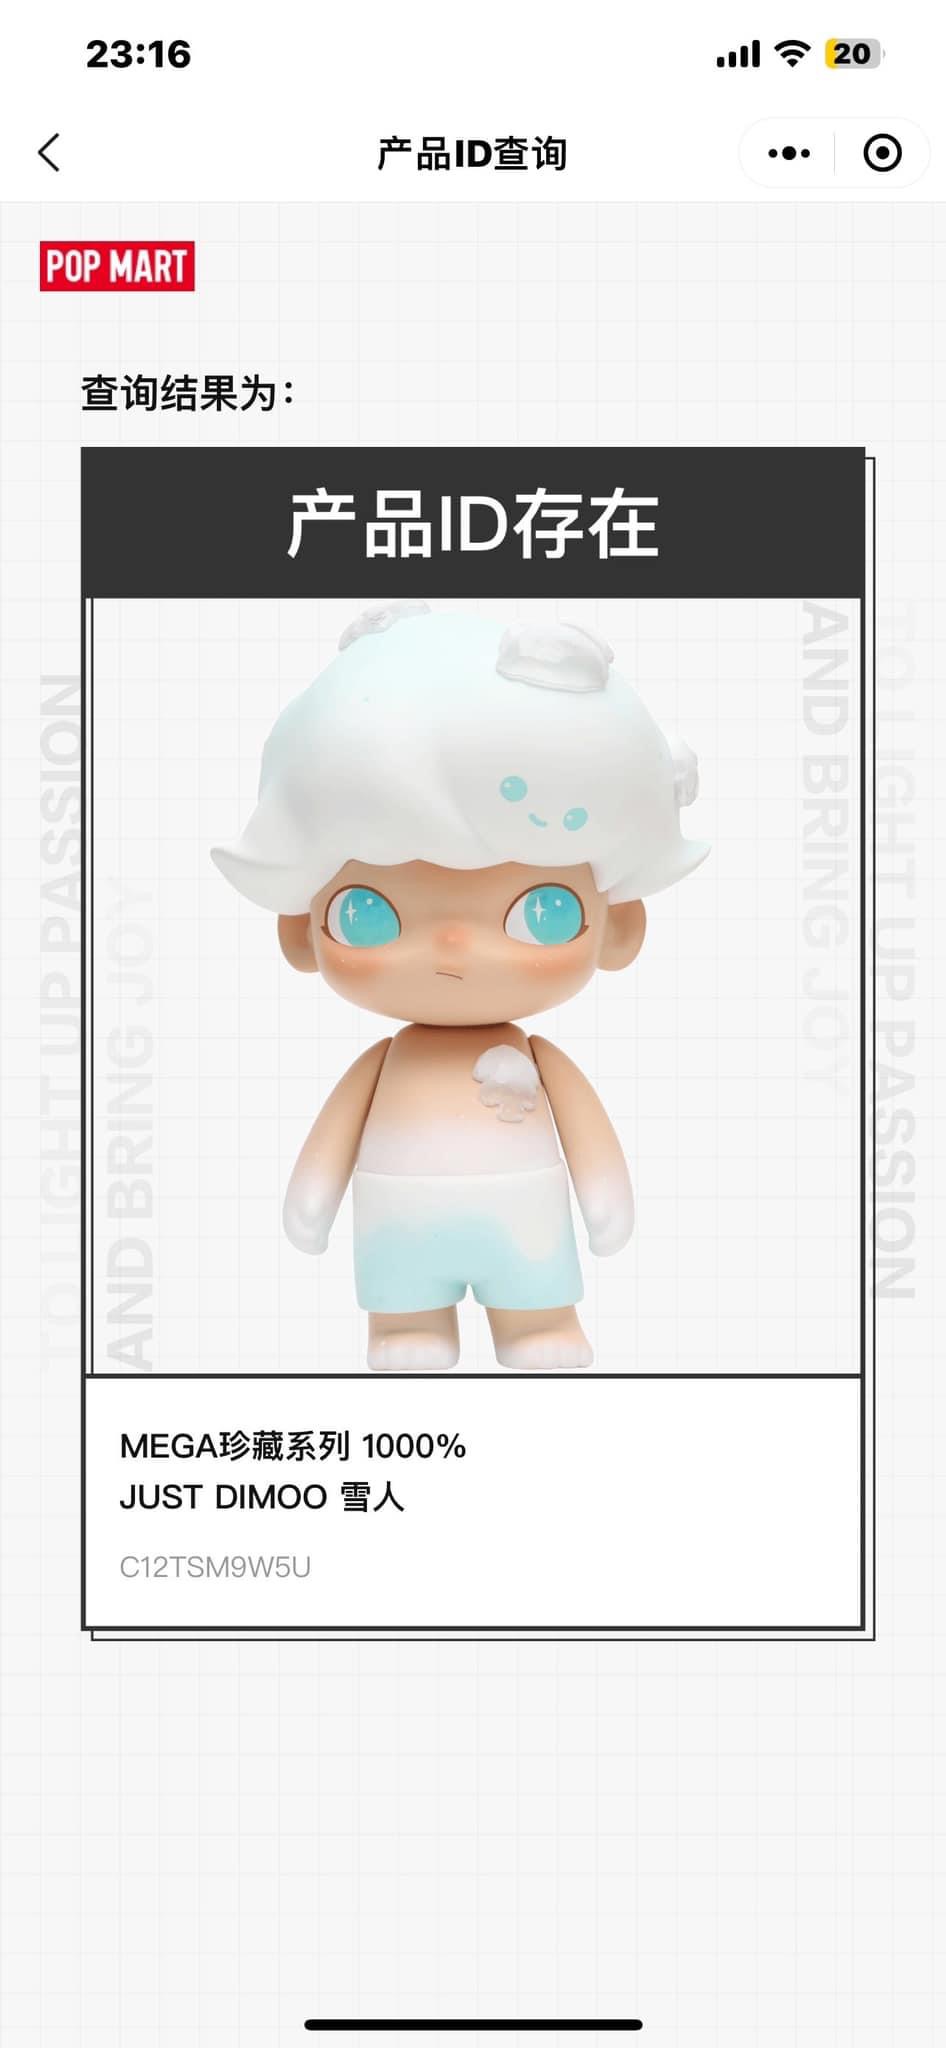 23:16
20
产品ID查询
POP MART
查询结果为：
产品ID存在
TO LIGHT UP PASSION
AND BRING JOY
AND BRING JOY
TO LIGHT UP PASSION
MEGA珍藏系列 1000%
JUST DIMOO 雪人
C12TSM9W5U